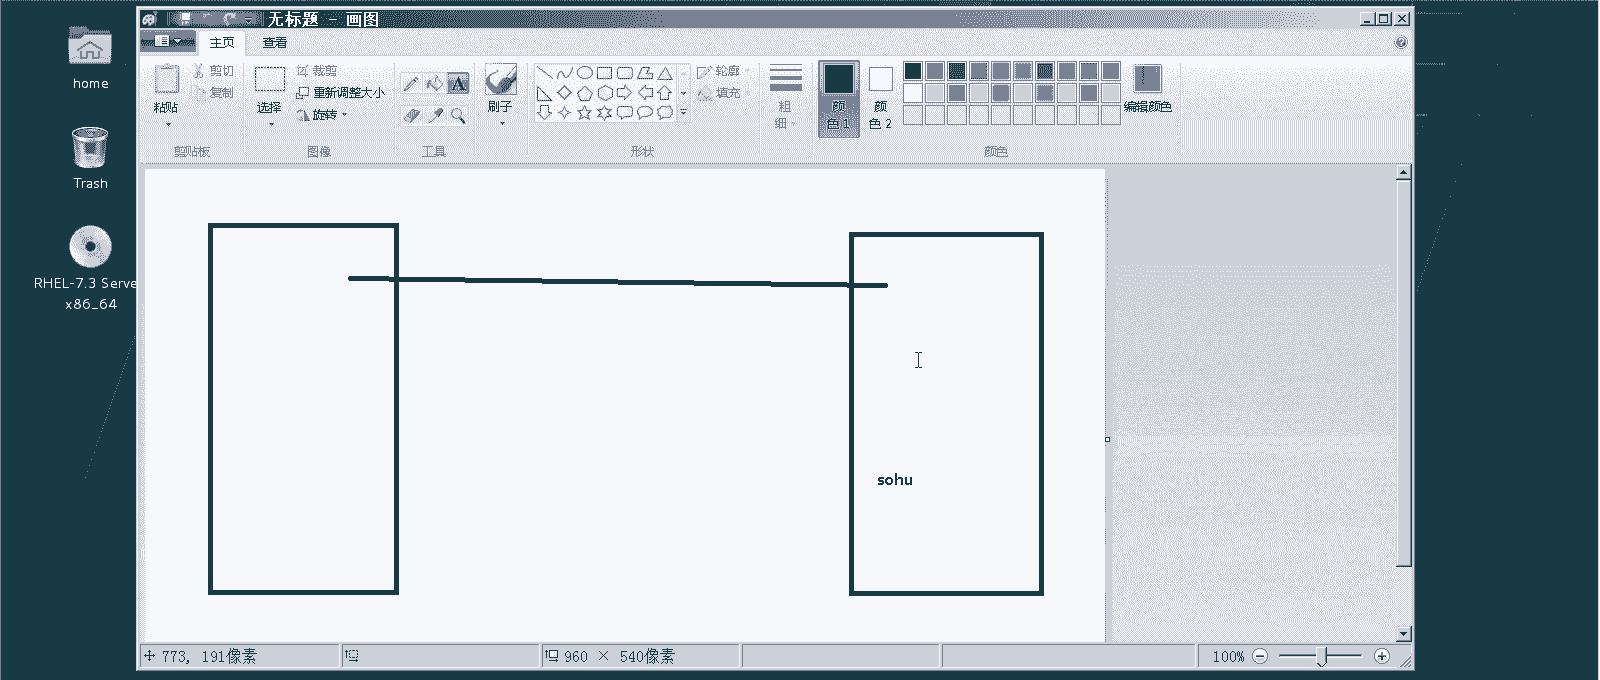 home
Trash
RHEL-7.3 Serve
x86_64
无标题 - 画图
主页
查看
粘贴
剪切
复制
剪贴板
选择
裁剪
重新调整大小
旋转
图像
A
工具
刷子
形状
轮廓
填充
粗
细
颜
色 1
颜
色 2
编辑颜色
颜色
sohu
773, 191像素
960 × 540像素
100%